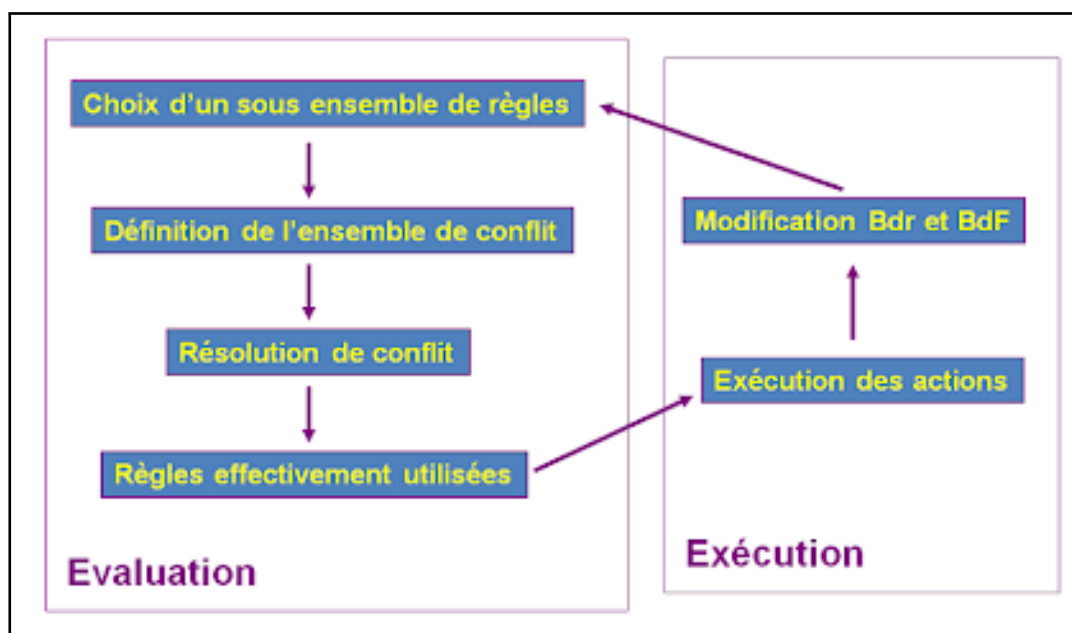 Choix d'un sous ensemble de règles
Définition de l'ensemble de conflit
Résolution de conflit
Règles effectivement utilisées
Evaluation
Modification Bdr et BdF
Exécution des actions
Exécution